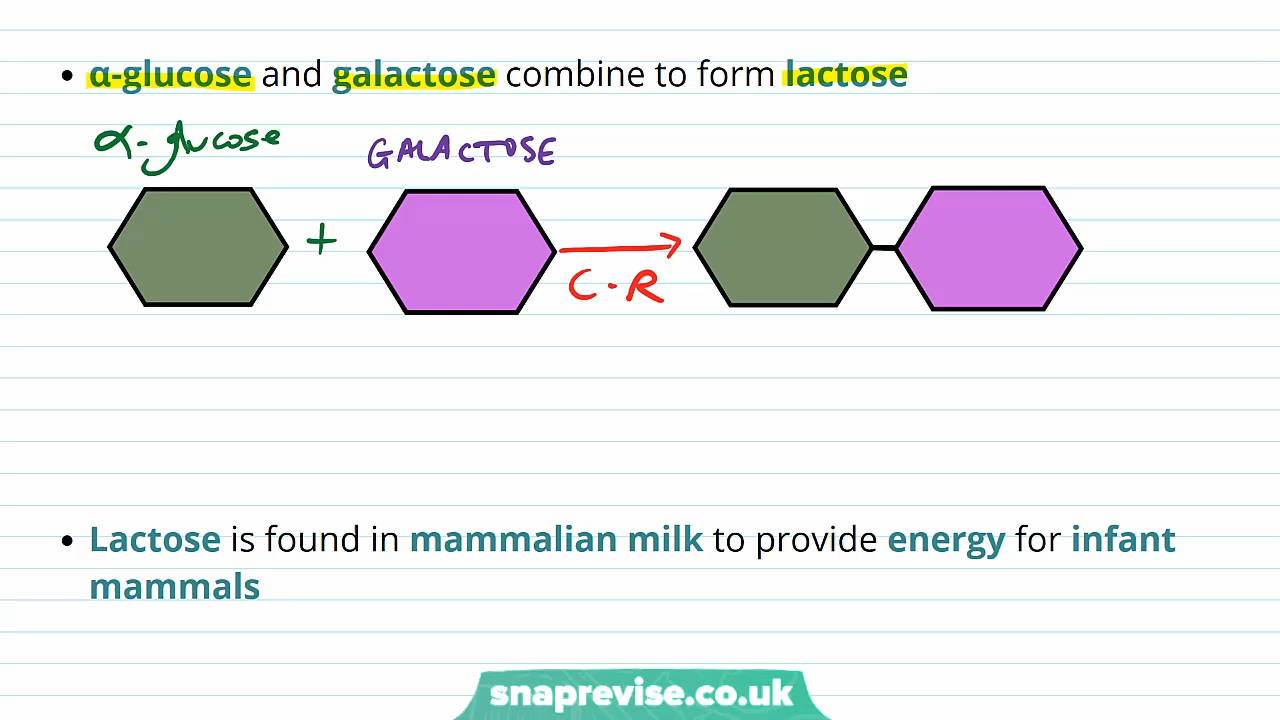 • α-glucose and galactose combine to form lactose
α-glucose GALACTOSE
+
C·R
• Lactose is found in mammalian milk to provide energy for infant
mammals
snaprevise.co.uk